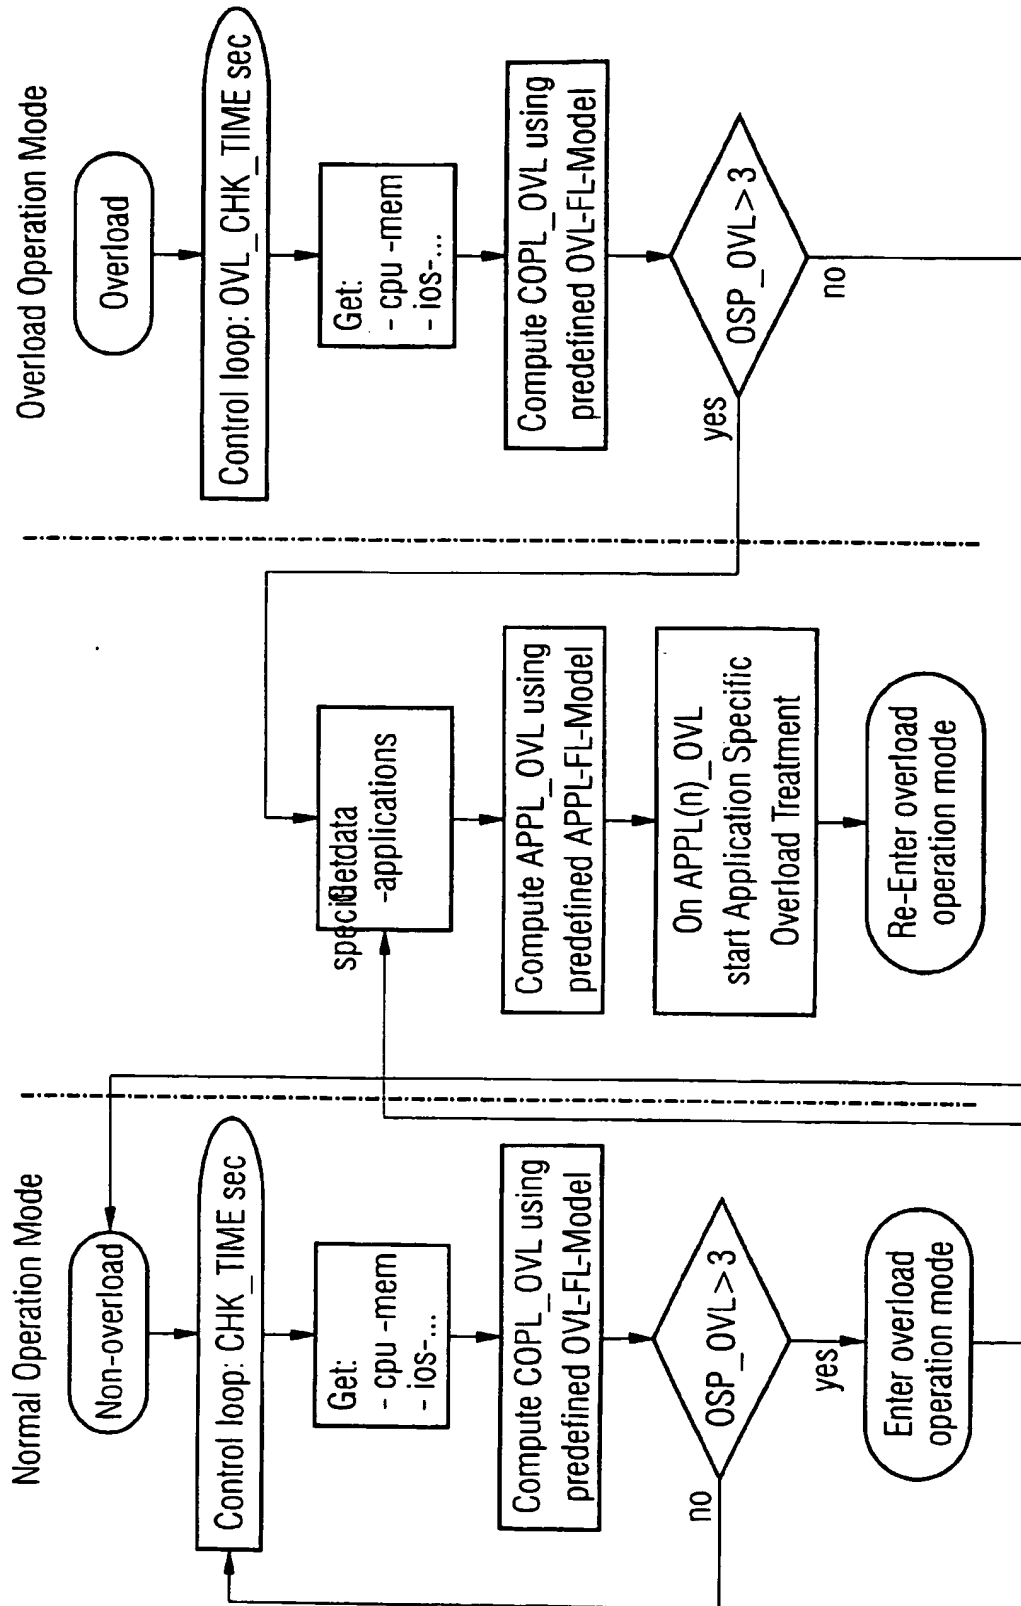 Normal Operation Mode
Non-overload
Control loop: CHK_TIME sec
Get:
- cpu -mem
- ios-...
Compute COPL_OVL using
predefined OVL-FL-Model
OSP_OVL>3
no
yes
Enter overload
operation mode
data
-applications
Compute APPL_OVL using
predefined APPL-FL-Model
On APPL(n)_OVL
start Application Specific
Overload Treatment
Re-Enter overload
operation mode
Overload Operation Mode
Overload
Control loop: OVL_CHK_TIME sec
Get:
- cpu -mem
- ios-...
Compute COPL_OVL using
predefined OVL-FL-Model
OSP_OVL>3
yes
no